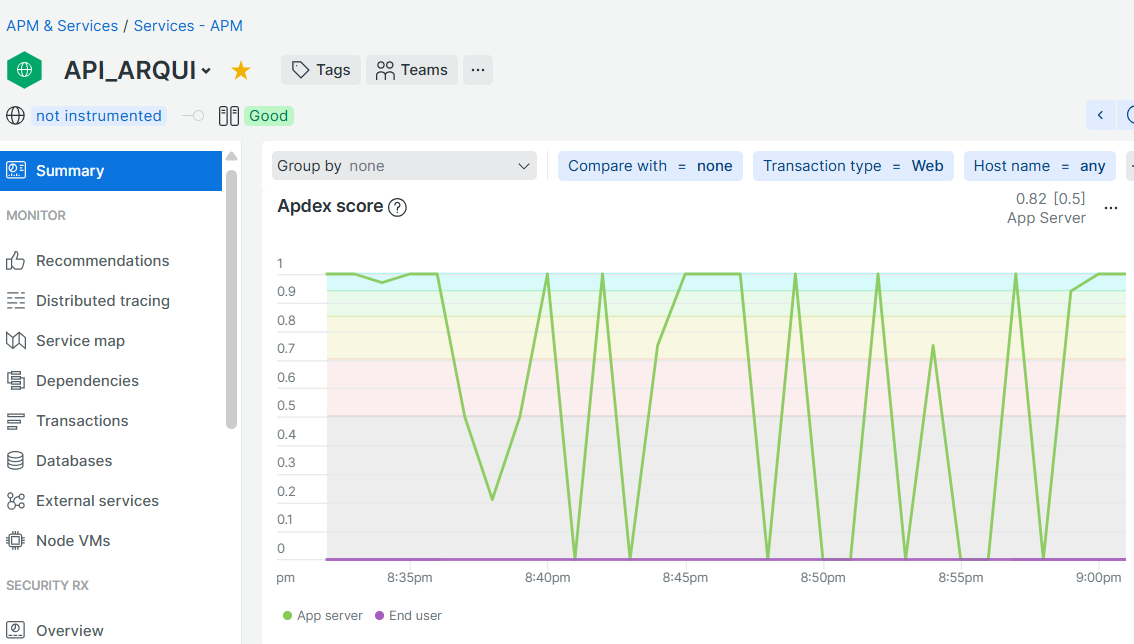 APM & Services / Services - APM
API_ARQUI
Tags
Teams
...
not instrumented
Good
Summary
MONITOR
Recommendations
Distributed tracing
Service map
Dependencies
Transactions
Databases
External services
Node VMs
SECURITY RX
Overview
Group by none
Compare with = none
Transaction type = Web
Host name = any
Apdex score ?
0.82 [0.5]
App Server
...
1
0.9
0.8
0.7
0.6
0.5
0.4
0.3
0.2
0.1
0
pm 8:35pm 8:40pm 8:45pm 8:50pm 8:55pm 9:00pm
App server End user